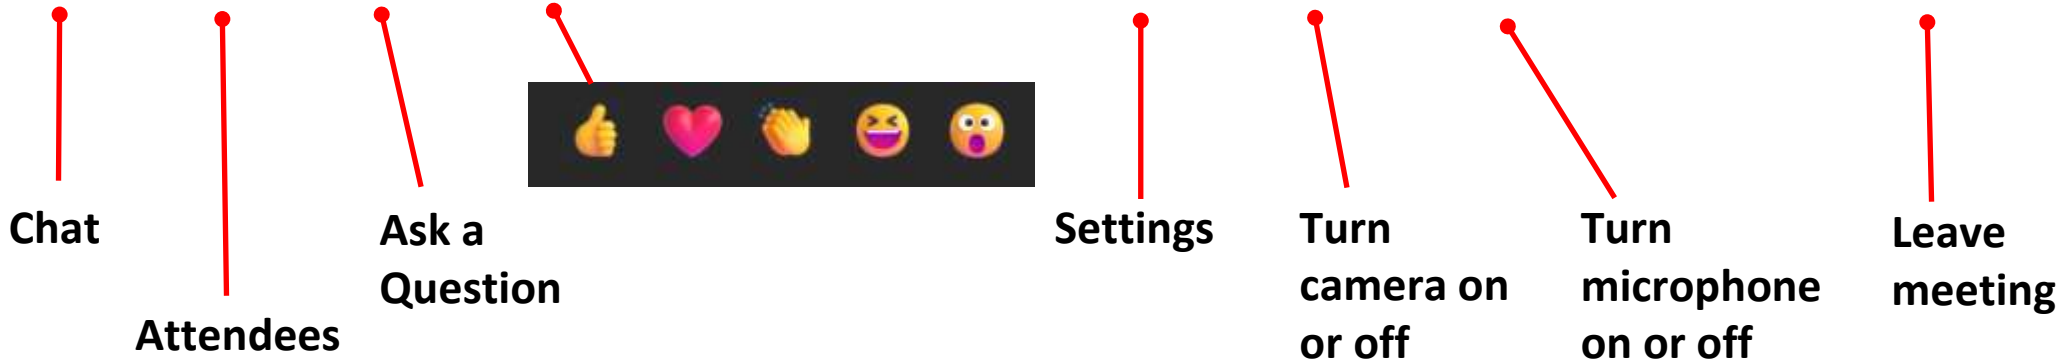 Chat
Attendees
Ask a
Question
Settings
Turn
camera on
or off
Turn
microphone
on or off
Leave
meeting